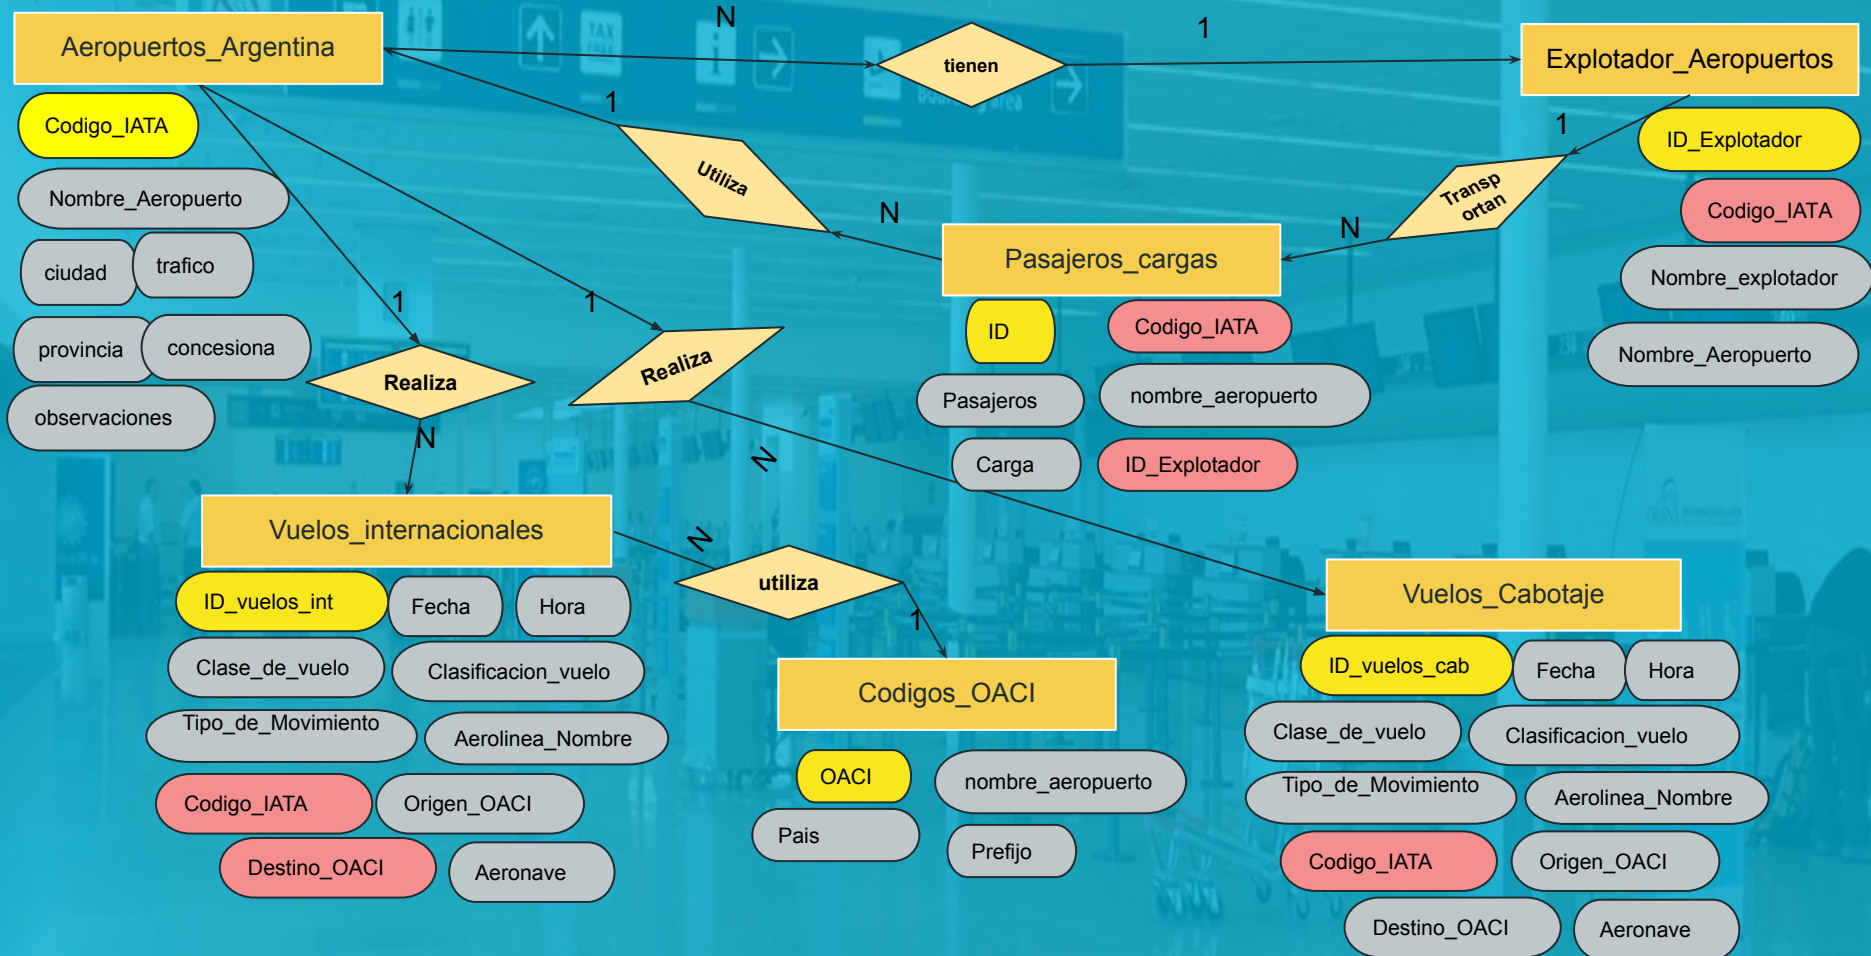 N
1
Aeropuertos_Argentina
tienen
Explotador_Aeropuertos
TAX
FREE
Codigo_IATA
1
Utiliza
1
ID_Explotador
Nombre_Aeropuerto
Transp
ortan
Codigo_IATA
N
N
ciudad
trafico
Pasajeros_cargas
Nombre_explotador
1
1
ID
Codigo_IATA
provincia
concesiona
Realiza
Realiza
Nombre_Aeropuerto
observaciones
Pasajeros
nombre_aeropuerto
N
N
Carga
ID_Explotador
Vuelos_internacionales
N
utiliza
1
Vuelos_Cabotaje
ID_vuelos_int
Fecha
Hora
Clase_de_vuelo
Clasificacion_vuelo
Codigos_OACI
ID_vuelos_cab
Fecha
Hora
Tipo_de_Movimiento
Aerolinea_Nombre
Clase_de_vuelo
Clasificacion_vuelo
OACI
nombre_aeropuerto
Tipo_de_Movimiento
Aerolinea_Nombre
Codigo_IATA
Origen_OACI
Pais
Prefijo
Codigo_IATA
Origen_OACI
Destino_OACI
Aeronave
Destino_OACI
Aeronave